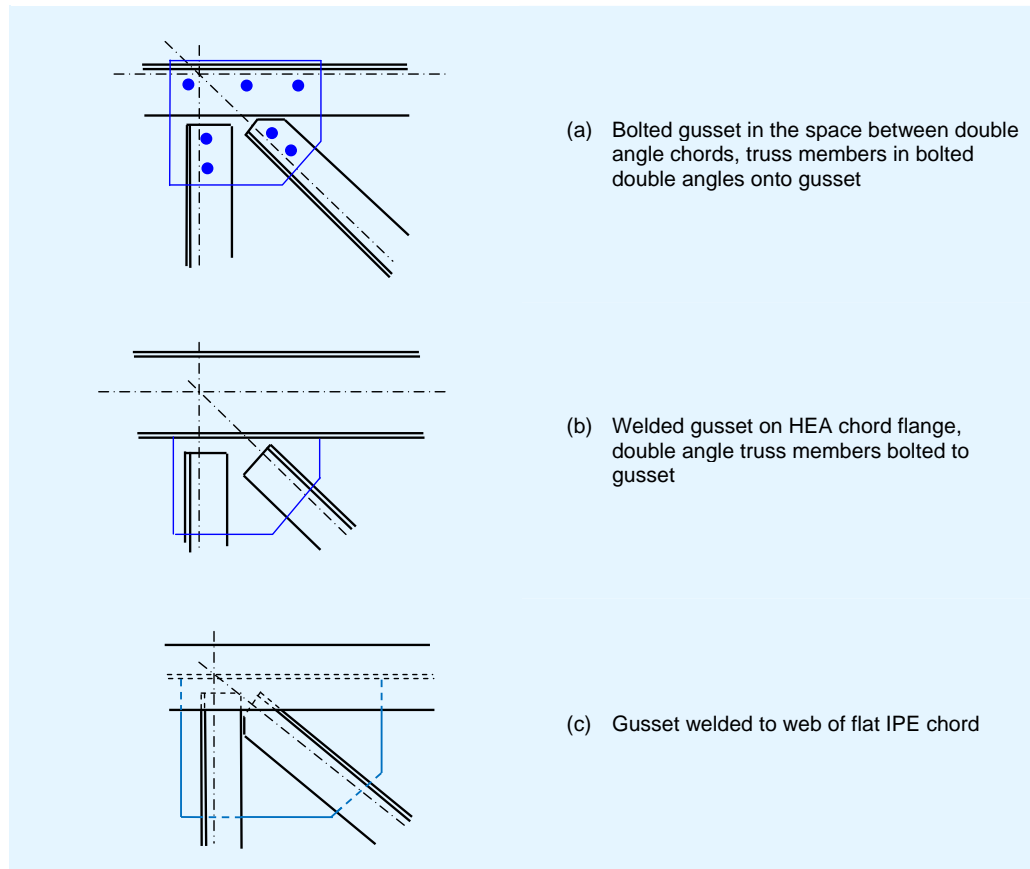 (a) Bolted gusset in the space between double
angle chords, truss members in bolted
double angles onto gusset
(b) Welded gusset on HEA chord flange,
double angle truss members bolted to
gusset
(c) Gusset welded to web of flat IPE chord